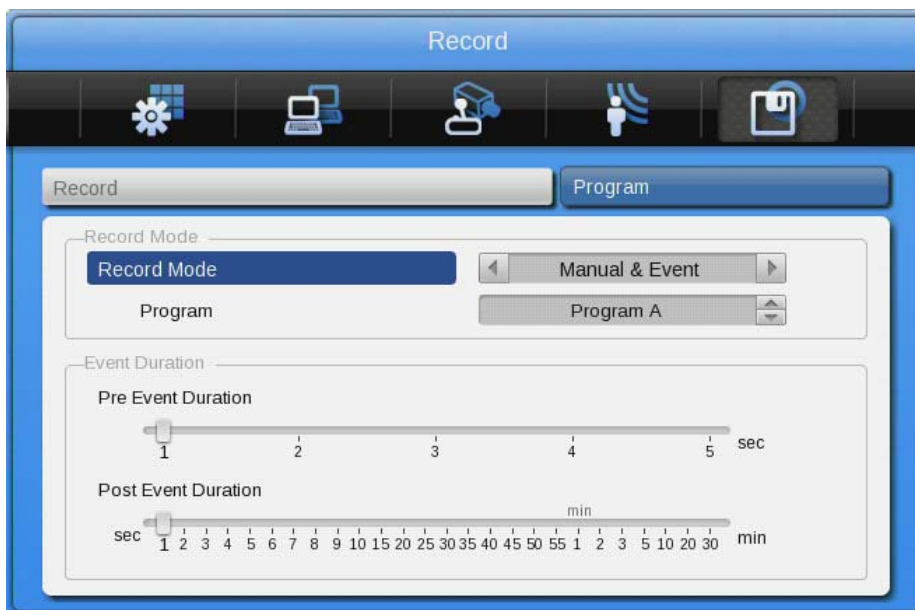 Record
Record Program
Record Mode
Record Mode Manual & Event
Program Program A
Event Duration
Pre Event Duration
1 2 3 4 5 sec
Post Event Duration
min
sec 1 2 3 4 5 6 7 8 9 10 15 20 25 30 35 40 45 50 55 1 2 3 5 10 20 30 min